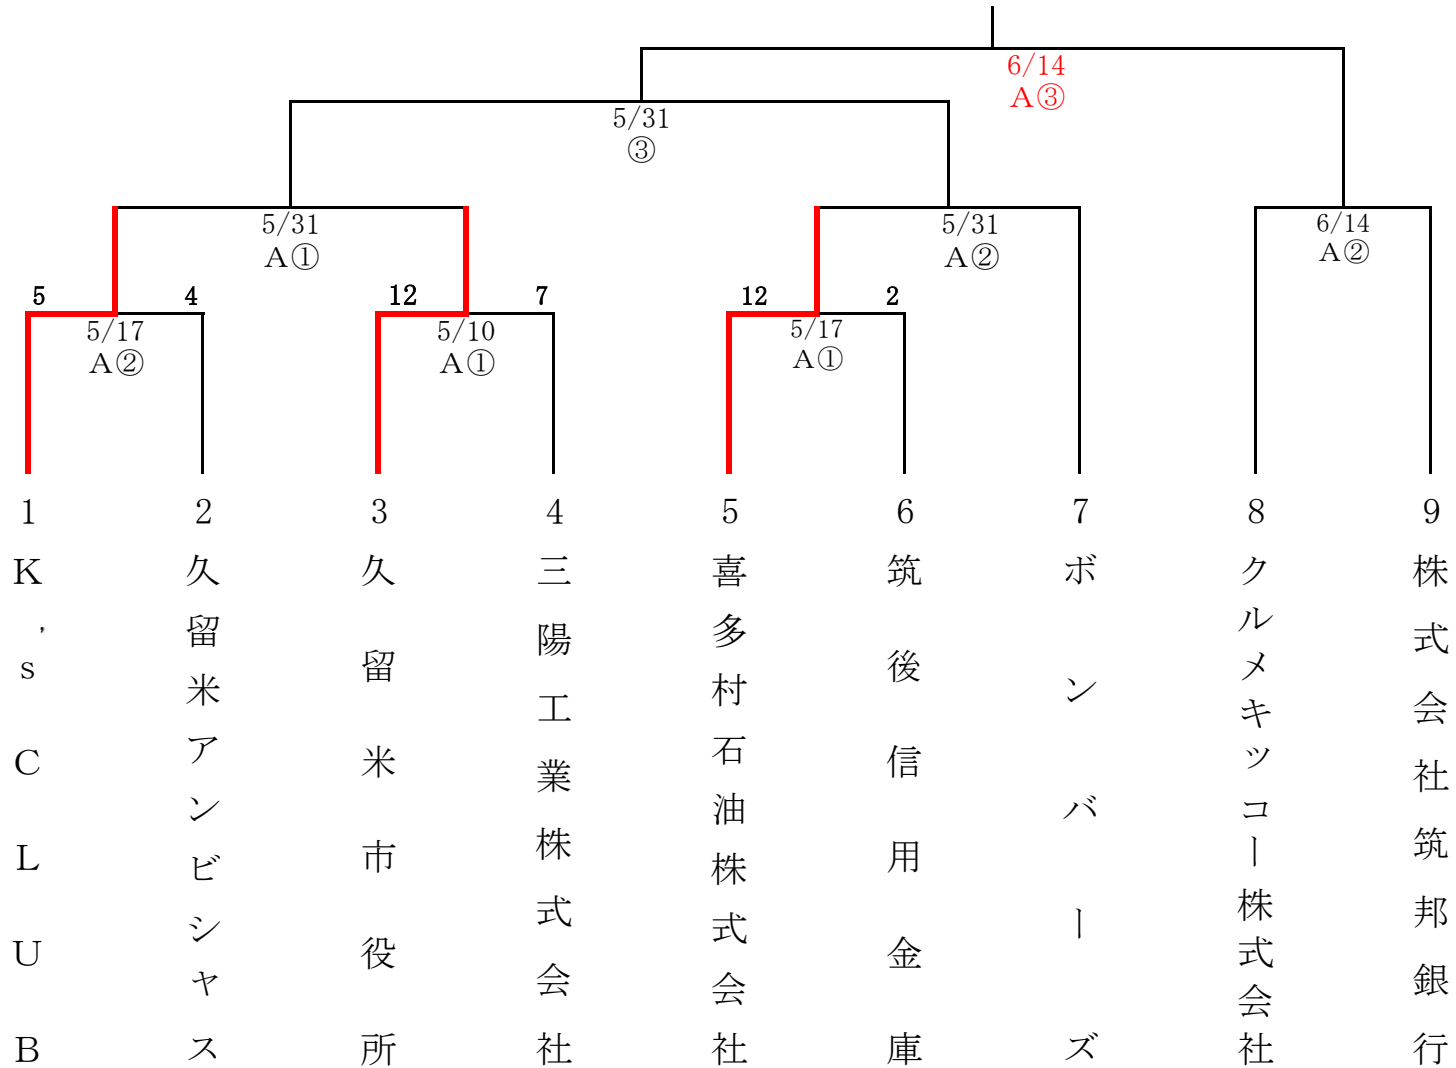 6/14
A③
5/31
③
5/31
A①
5/31
A②
6/14
A②
5 4
12 7
12 2
5/17
A②
5/10
A①
5/17
A①
1 2 3 4 5 6 7 8 9
K's CLUB
久留米アンビシャス
久留米市役所
三陽工業株式会社
喜多村石油株式会社
筑後信用金庫
ボンバーズ
クルメキッコー株式会社
株式会社筑邦銀行